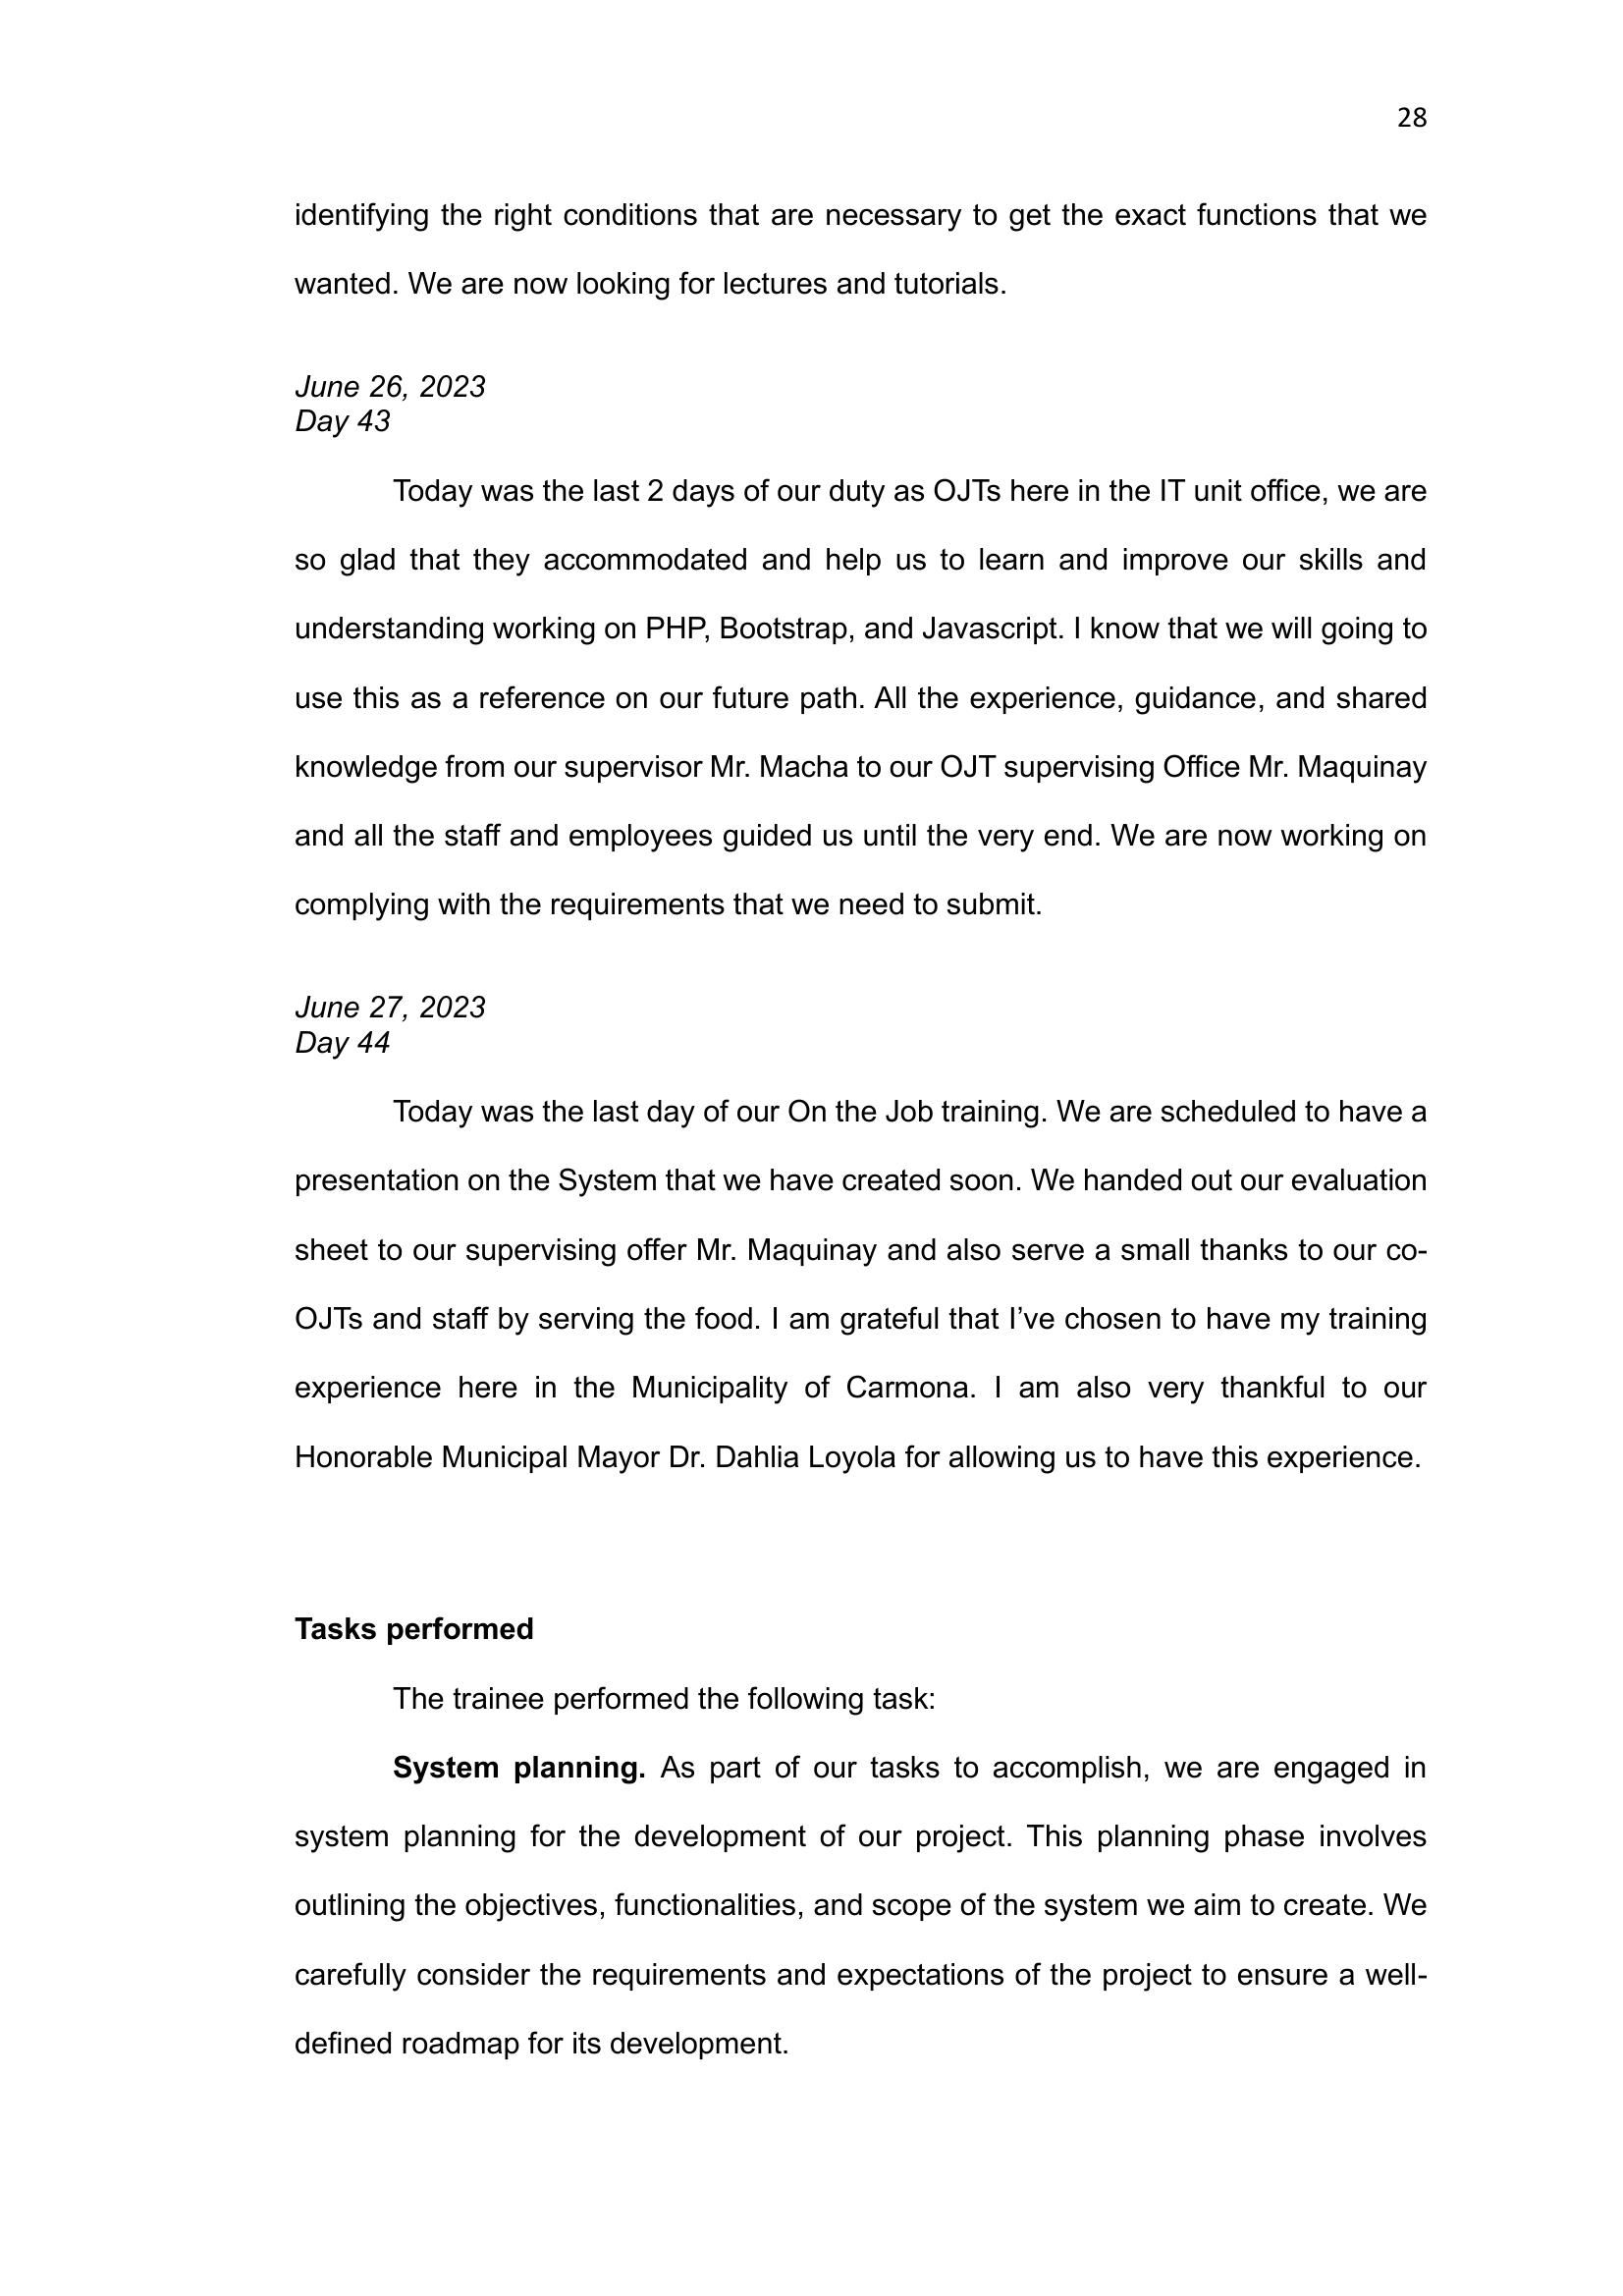 28
identifying the right conditions that are necessary to get the exact functions that we
wanted. We are now looking for lectures and tutorials.
June 26, 2023
Day 43
Today was the last 2 days of our duty as OJTs here in the IT unit office, we are
so glad that they accommodated and help us to learn and improve our skills and
understanding working on PHP, Bootstrap, and Javascript. I know that we will going to
use this as a reference on our future path. All the experience, guidance, and shared
knowledge from our supervisor Mr. Macha to our OJT supervising Office Mr. Maquinay
and all the staff and employees guided us until the very end. We are now working on
complying with the requirements that we need to submit.
June 27, 2023
Day 44
Today was the last day of our On the Job training. We are scheduled to have a
presentation on the System that we have created soon. We handed out our evaluation
sheet to our supervising offer Mr. Maquinay and also serve a small thanks to our co-
OJTs and staff by serving the food. I am grateful that I’ve chosen to have my training
experience here in the Municipality of Carmona. I am also very thankful to our
Honorable Municipal Mayor Dr. Dahlia Loyola for allowing us to have this experience.
Tasks performed
The trainee performed the following task:
System planning. As part of our tasks to accomplish, we are engaged in
system planning for the development of our project. This planning phase involves
outlining the objectives, functionalities, and scope of the system we aim to create. We
carefully consider the requirements and expectations of the project to ensure a well-
defined roadmap for its development.